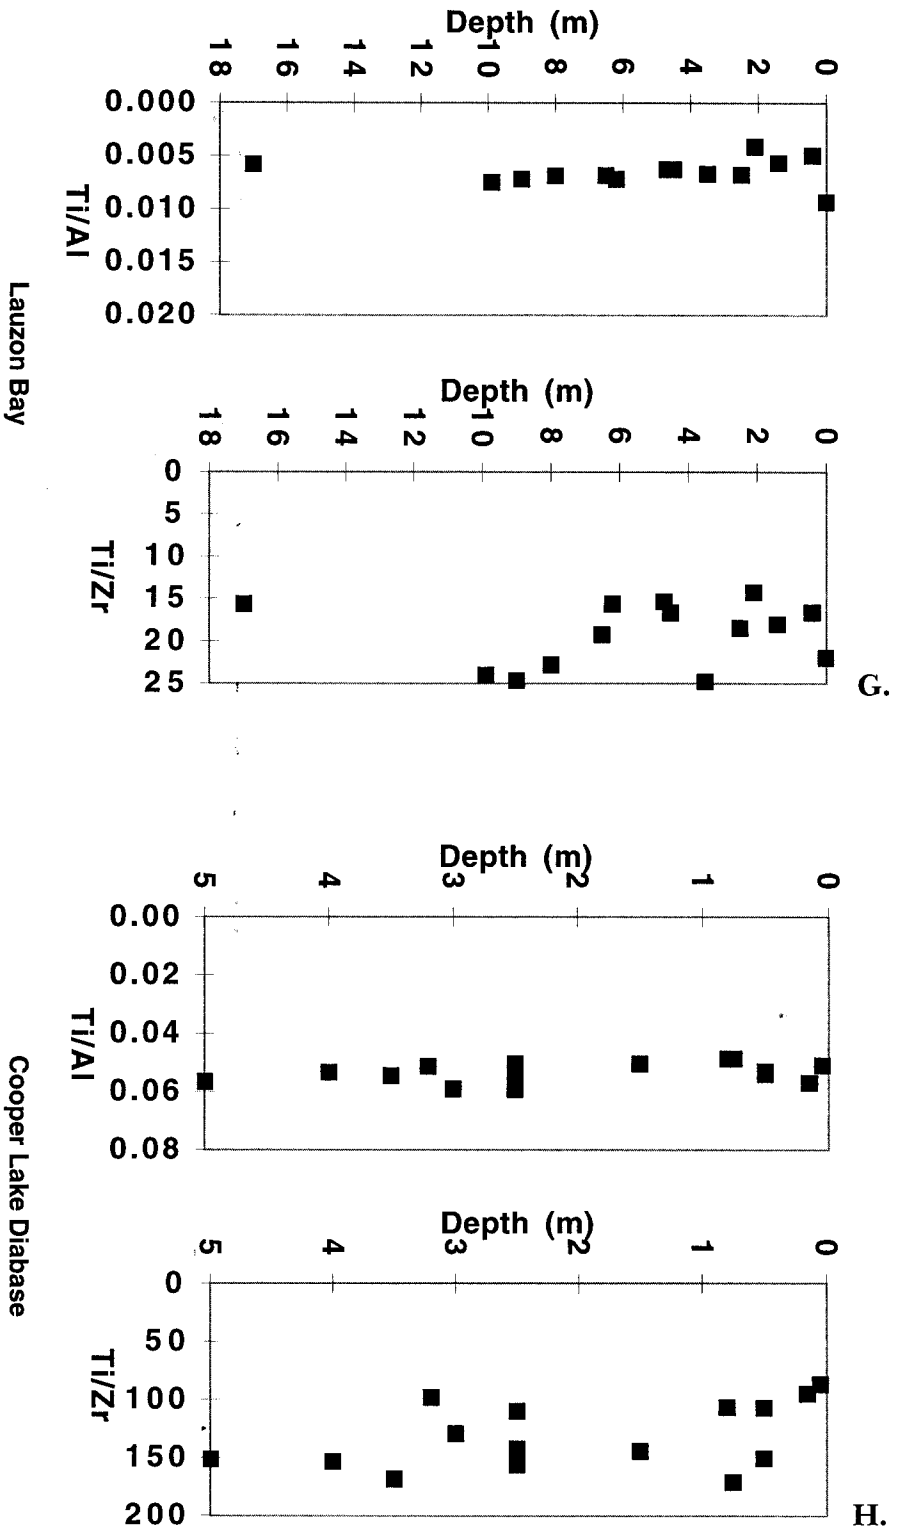 Depth (m)
18 16 14 12 10 8 6 4 2 0
0.000
0.005
0.010
0.015
0.020
Ti/Al
Lauzon Bay
Depth (m)
18 16 14 12 10 8 6 4 2 0
0
5
10
15
20
25
Ti/Zr
G.
Depth (m)
5 4 3 2 1 0
0.00
0.02
0.04
0.06
0.08
Ti/Al
Cooper Lake Diabase
Depth (m)
5 4 3 2 1 0
0
50
100
150
200
Ti/Zr
H.